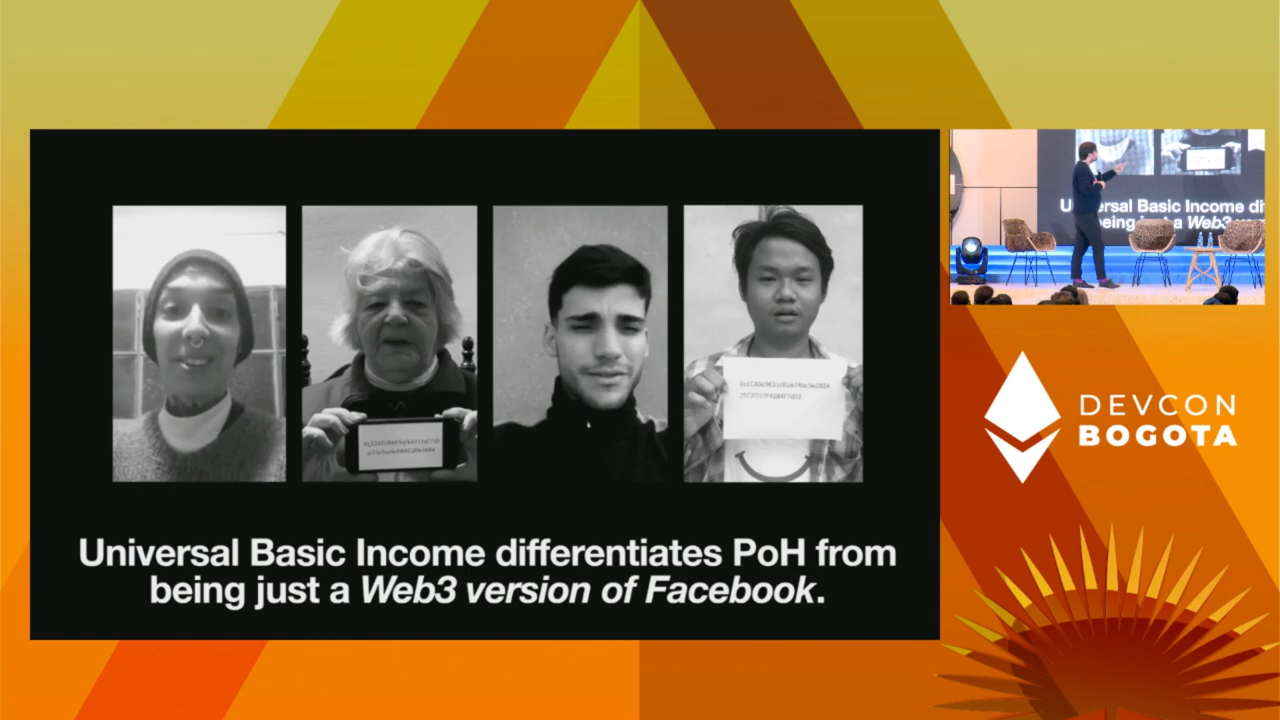 Universal Basic Income differentiates PoH from
being just a Web3 version of Facebook.
DEVCON
BOGOTA